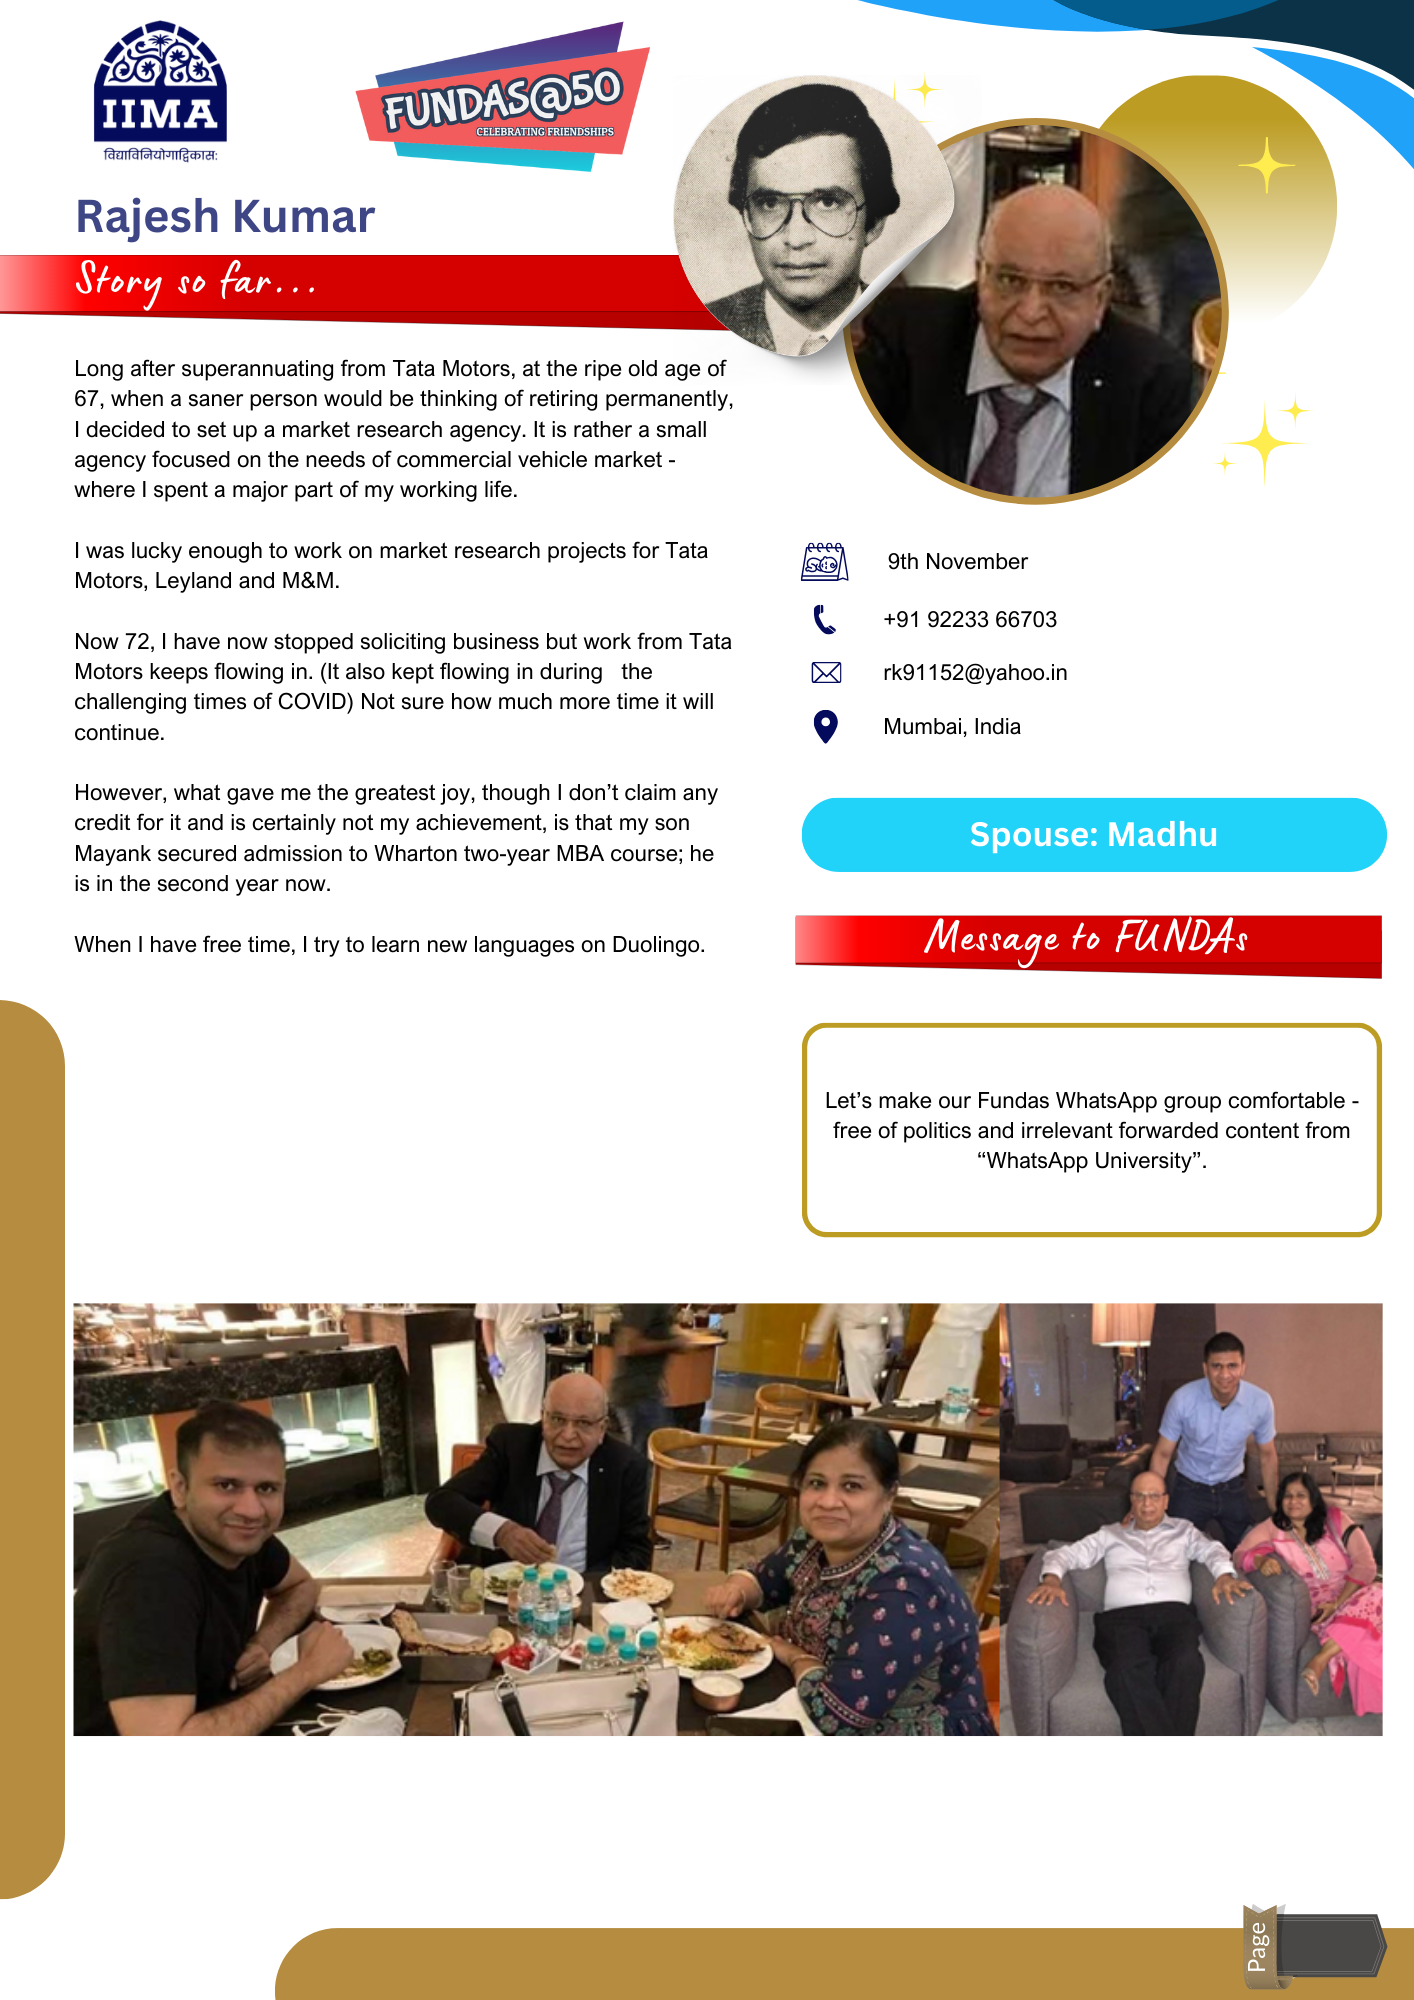 IIMA
विद्याविनियोगाद्विकास:
FUNDAS@50
CELEBRATING FRIENDSHIPS
Rajesh Kumar
Story so far...
Long after superannuating from Tata Motors, at the ripe old age of
67, when a saner person would be thinking of retiring permanently,
I decided to set up a market research agency. It is rather a small
agency focused on the needs of commercial vehicle market -
where I spent a major part of my working life.
I was lucky enough to work on market research projects for Tata
Motors, Leyland and M&M.
Now 72, I have now stopped soliciting business but work from Tata
Motors keeps flowing in. (It also kept flowing in during the
challenging times of COVID) Not sure how much more time it will
continue.
However, what gave me the greatest joy, though I don’t claim any
credit for it and is certainly not my achievement, is that my son
Mayank secured admission to Wharton two-year MBA course; he
is in the second year now.
When I have free time, I try to learn new languages on Duolingo.
9th November
+91 92233 66703
rk91152@yahoo.in
Mumbai, India
Spouse: Madhu
Message to FUNDAs
Let’s make our Fundas WhatsApp group comfortable -
free of politics and irrelevant forwarded content from
“WhatsApp University”.
Page